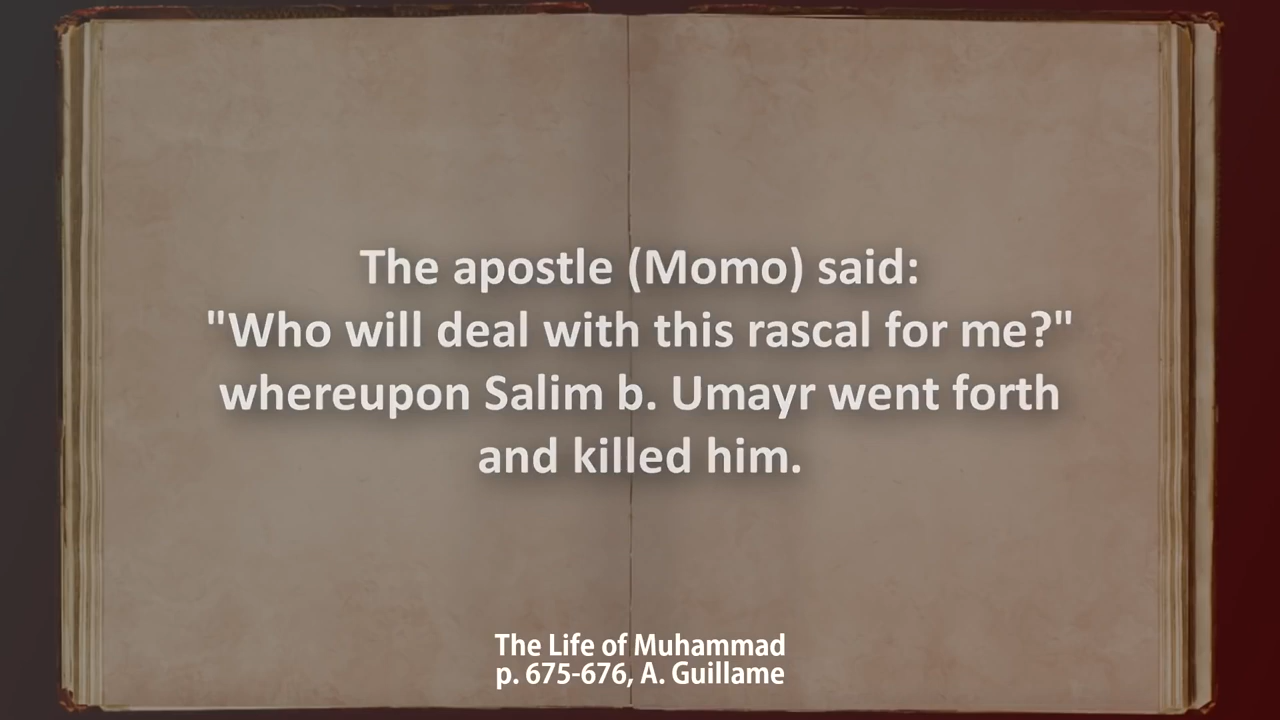 The apostle (Momo) said:
"Who will deal with this rascal for me?"
whereupon Salim b. Umayr went forth
and killed him.
The Life of Muhammad
p. 675-676, A. Guillame